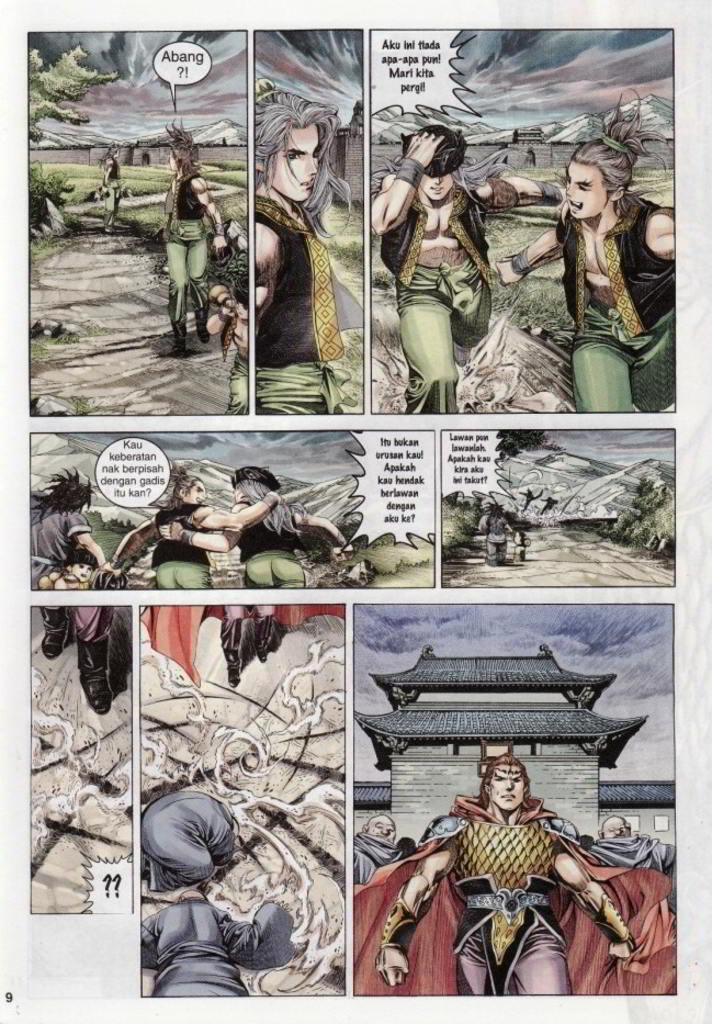 Abang
?!
Aku ini tiada
apa-apa pun!
Mari kita
pergi!
Kau
keberatan
nak berpisah
dengan gadis
itu kan?
Itu bukan
urusan kau!
Apakah
kau hendak
berlawan
dengan
aku ke?
Lawan pun
lawanlah.
Apakah kau
kira aku
ini takut?
??
9